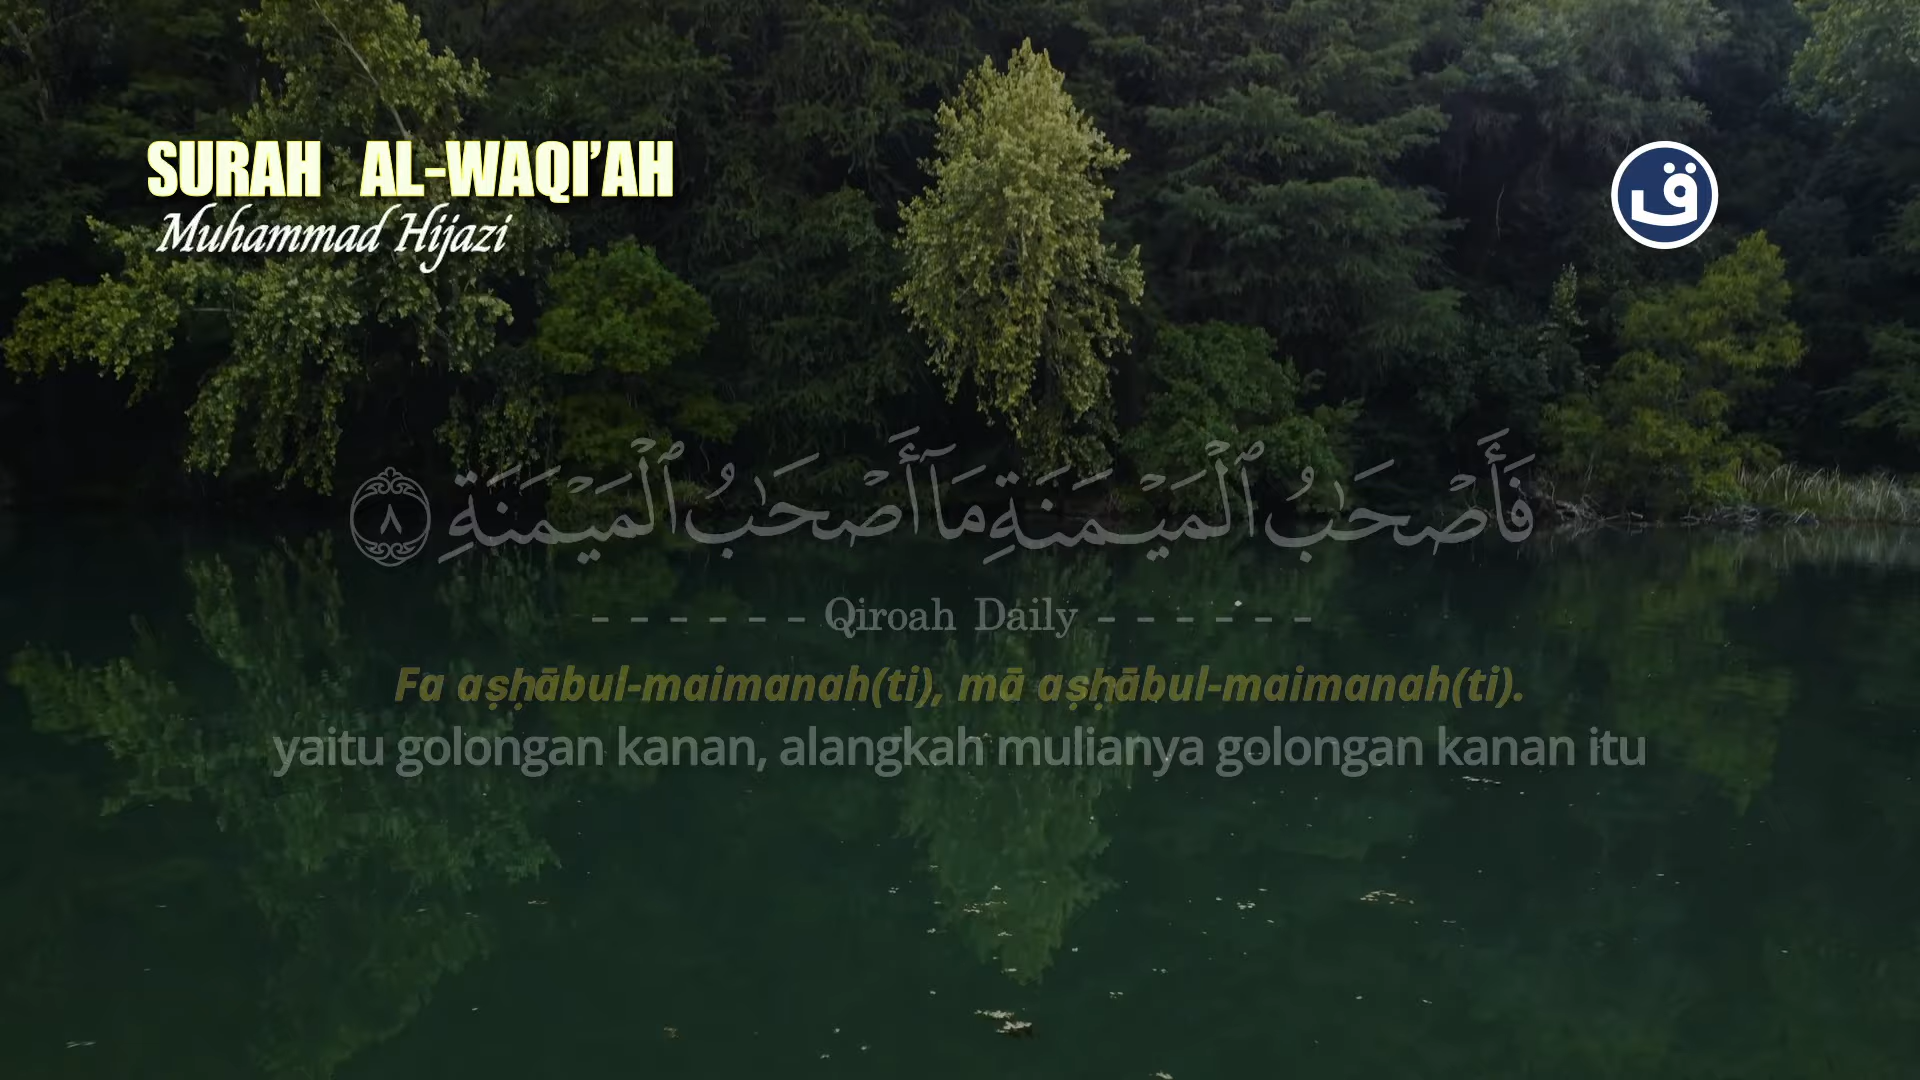 SURAH AL-WAQI’AH
Muhammad Hijazi
ق
فَأَصْحَٰبُ ٱلْمَيْمَنَةِ مَآ أَصْحَٰبُ ٱلْمَيْمَنَةِ ٨
- - - - - - Qiroah Daily - - - - - -
Fa aṣḥābul-maimanah(ti), mā aṣḥābul-maimanah(ti).
yaitu golongan kanan, alangkah mulianya golongan kanan itu